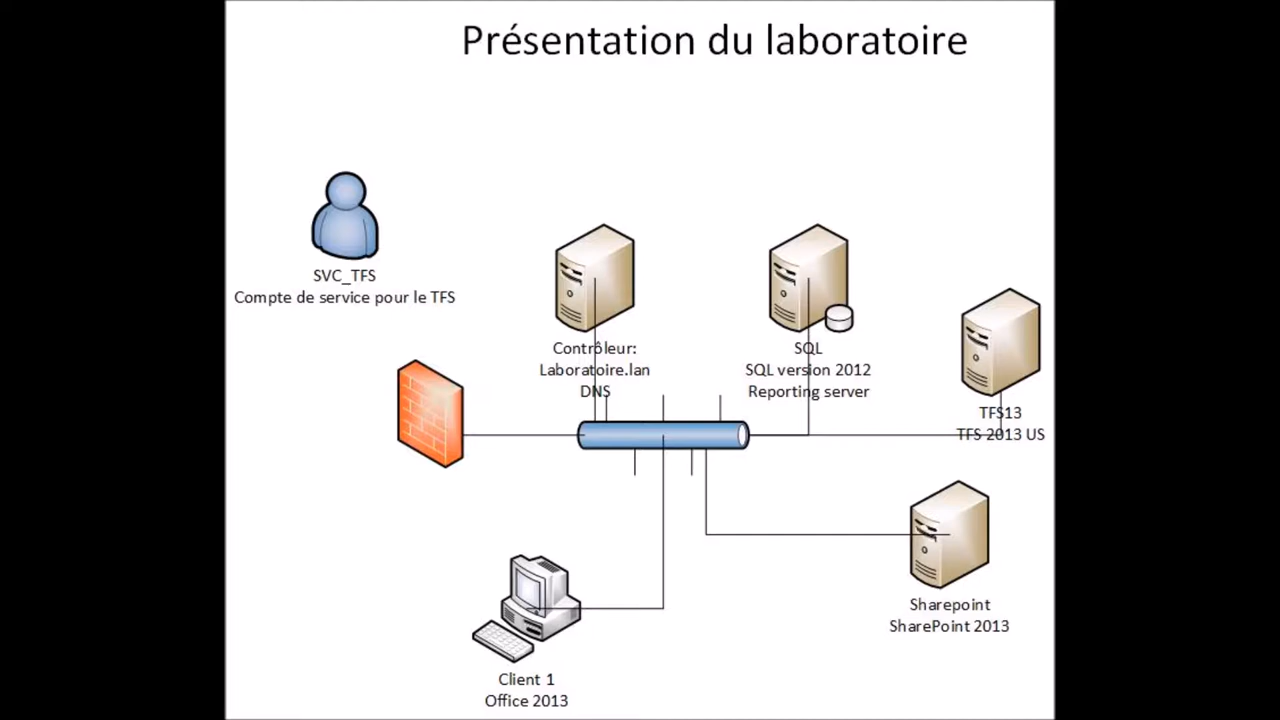 Présentation du laboratoire
SVC_TFS
Compte de service pour le TFS
Contrôleur:
Laboratoire.lan
DNS
SQL
SQL version 2012
Reporting server
TFS13
TFS 2013 US
Sharepoint
SharePoint 2013
Client 1
Office 2013